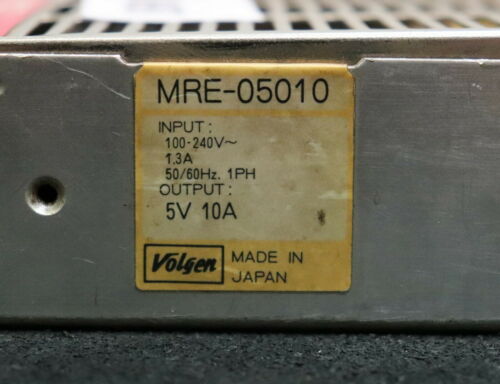 MRE-05010
INPUT :
100-240V~
1.3A
50/60Hz. 1PH
OUTPUT :
5V 10A
Volgen
MADE IN
JAPAN